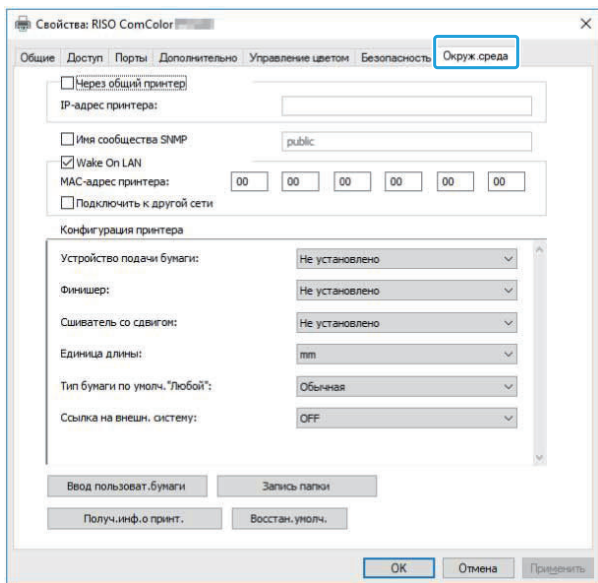 Свойства: RISO ComColor
Общие Доступ Порты Дополнительно Управление цветом Безопасность Окруж.среда
Через общий принтер
IP-адрес принтера:
Имя сообщества SNMP public
Wake On LAN
MAC-адрес принтера: 00 00 00 00 00 00
Подключить к другой сети
Конфигурация принтера
Устройство подачи бумаги: Не установлено
Финишер: Не установлено
Сшиватель со сдвигом: Не установлено
Единица длины: mm
Тип бумаги по умолч."Любой": Обычная
Ссылка на внешн. систему: OFF
Ввод пользоват.бумаги Запись папки
Получ.инф.о принт. Восстан.умолч.
OK Отмена Применить